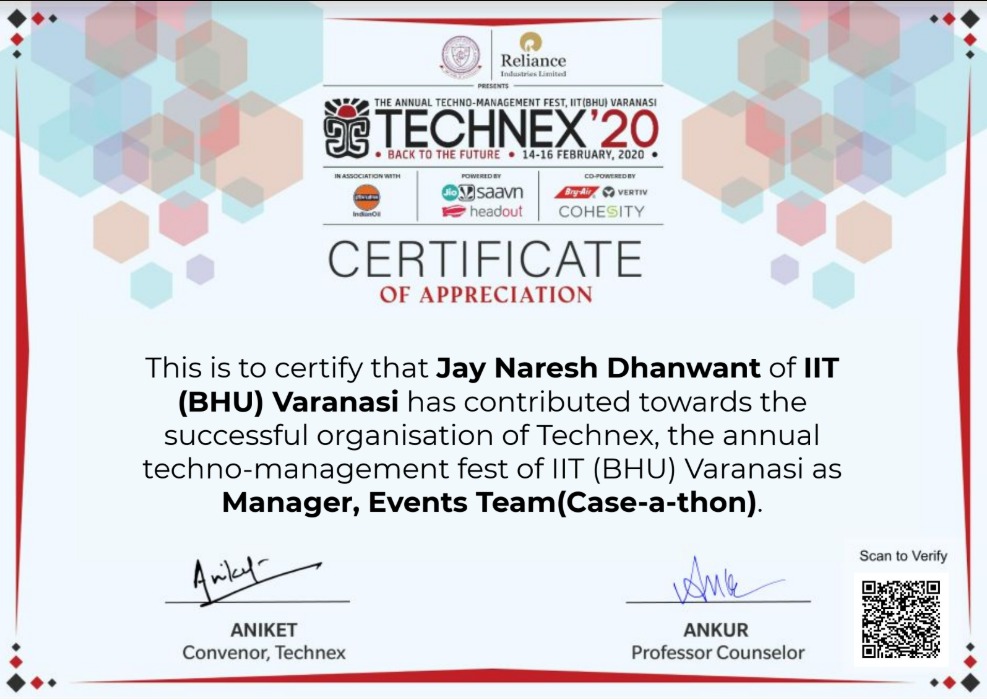 Reliance
Industries Limited
PRESENTS
THE ANNUAL TECHNO-MANAGEMENT FEST, IIT(BHU) VARANASI
TECHNEX’20
• BACK TO THE FUTURE • 14-16 FEBRUARY, 2020 •
IN ASSOCIATION WITH
IndianOil
POWERED BY
Jio saavn
headout
CO-POWERED BY
Bry-Air VERTIV
COHESITY
CERTIFICATE
OF APPRECIATION
This is to certify that Jay Naresh Dhanwant of IIT
(BHU) Varanasi has contributed towards the
successful organisation of Technex, the annual
techno-management fest of IIT (BHU) Varanasi as
Manager, Events Team(Case-a-thon).
Aniket
ANIKET
Convenor, Technex
ANKUR
Professor Counselor
Scan to Verify